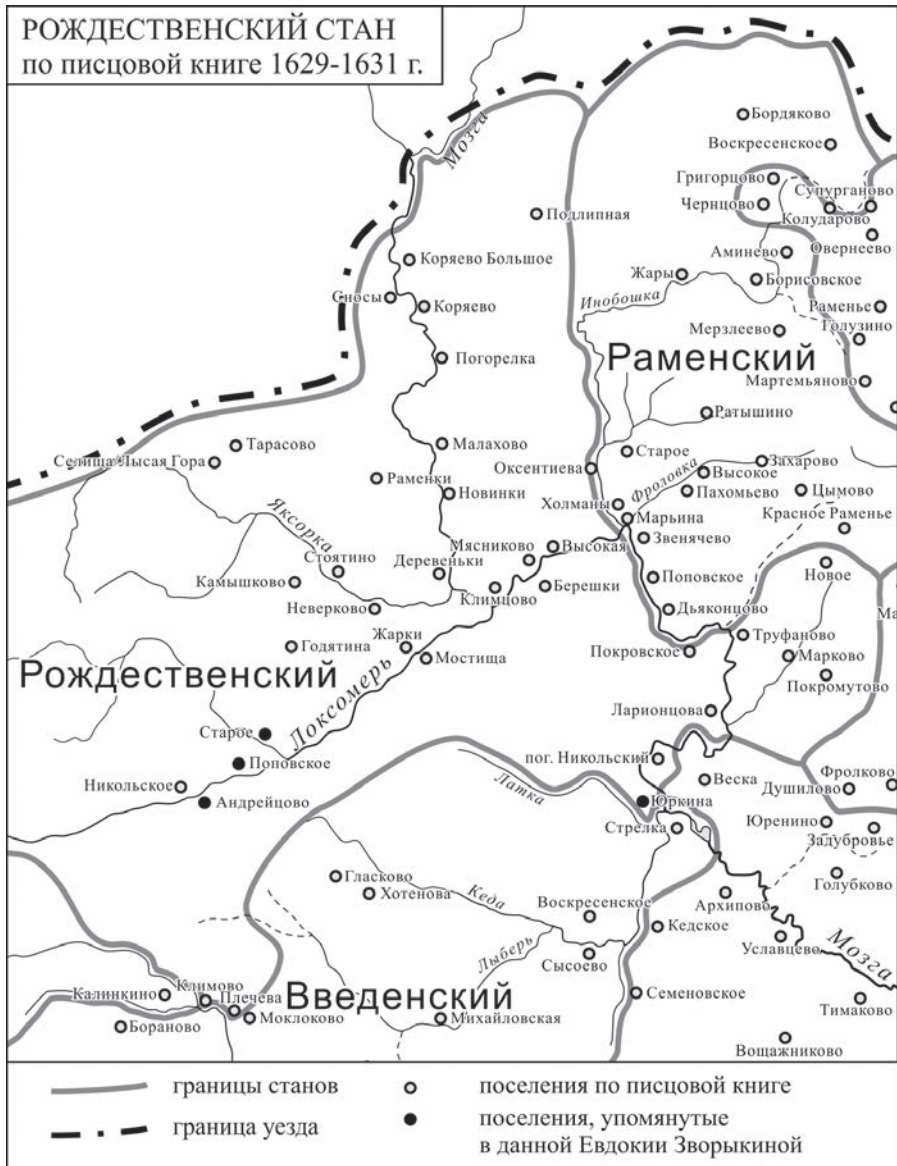 РОЖДЕСТВЕНСКИЙ СТАН
по писцовой книге 1629-1631 г.
Мозга
Бордяково
Воскресенское
Григорцово
Супурганово
Чернцово
Колударово
Подлипная
Овернеево
Аминево
Коряево Большое
Жары
Борисовское
Сносы
Инобошка
Коряево
Раменье
Мерзлеево
Голузино
Погорелка
Раменский
Мартемьяново
Ратышино
Тарасово
Малахово
Старое
Селища Лысая Гора
Оксентиева
Захарово
Фроловка
Высокое
Раменки
Новинки
Пахомьево
Цымово
Холманы
Красное Раменье
Яксорка
Марьина
Звенячево
Мясниково
Высокая
Стоятино
Деревеньки
Камышково
Климцово
Берешки
Поповское
Новое
Неверково
Дьяконцово
Ма
Жарки
Труфаново
Годятина
Мостища
Покровское
Марково
Рождественский
Покромутово
Локсомерь
Ларионцова
Старое
Поповское
пог. Никольский
Никольское
Латка
Веска
Фролково
Душилово
Андрейцово
Юркина
Стрелка
Юренино
Задубровье
Гласково
Голубково
Хотенова
Кеда
Воскресенское
Архипово
Кедское
Лыберь
Уславцево
Мозга
Сысоево
Климово
Калинкино
Плечева
Введенский
Семеновское
Бораново
Моклоково
Михайловская
Тимаково
Вощажниково
границы станов
поселения по писцовой книге
граница уезда
поселения, упомянутые
в данной Евдокии Зворыкиной